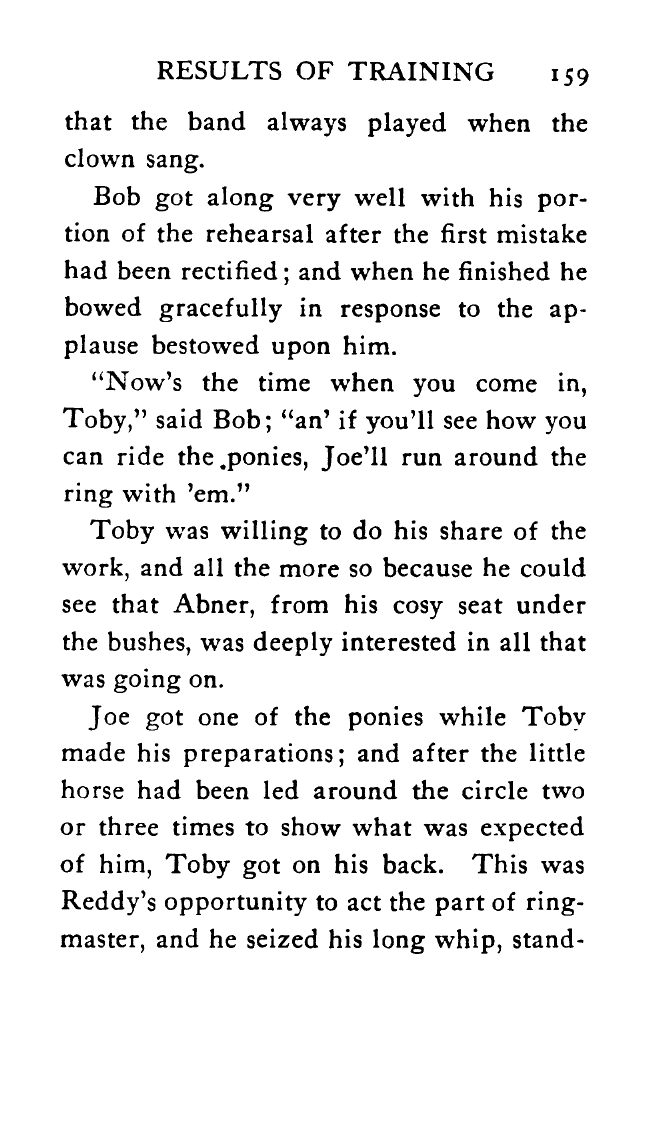 RESULTS OF TRAINING 159
that the band always played when the
clown sang.
Bob got along very well with his por-
tion of the rehearsal after the first mistake
had been rectified; and when he finished he
bowed gracefully in response to the ap-
plause bestowed upon him.
“Now’s the time when you come in,
Toby,” said Bob; “an’ if you’ll see how you
can ride the ponies, Joe’ll run around the
ring with ’em.”
Toby was willing to do his share of the
work, and all the more so because he could
see that Abner, from his cosy seat under
the bushes, was deeply interested in all that
was going on.
Joe got one of the ponies while Toby
made his preparations; and after the little
horse had been led around the circle two
or three times to show what was expected
of him, Toby got on his back. This was
Reddy’s opportunity to act the part of ring-
master, and he seized his long whip, stand-